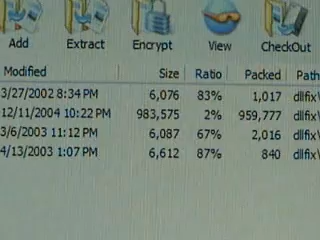 Add Extract Encrypt View CheckOut
Modified Size Ratio Packed Path
3/27/2002 8:34 PM 6,076 83% 1,017 dllfix\
12/11/2004 10:22 PM 983,575 2% 959,777 dllfix\
3/6/2003 11:12 PM 6,087 67% 2,016 dllfix\
4/13/2003 1:07 PM 6,612 87% 840 dllfix\